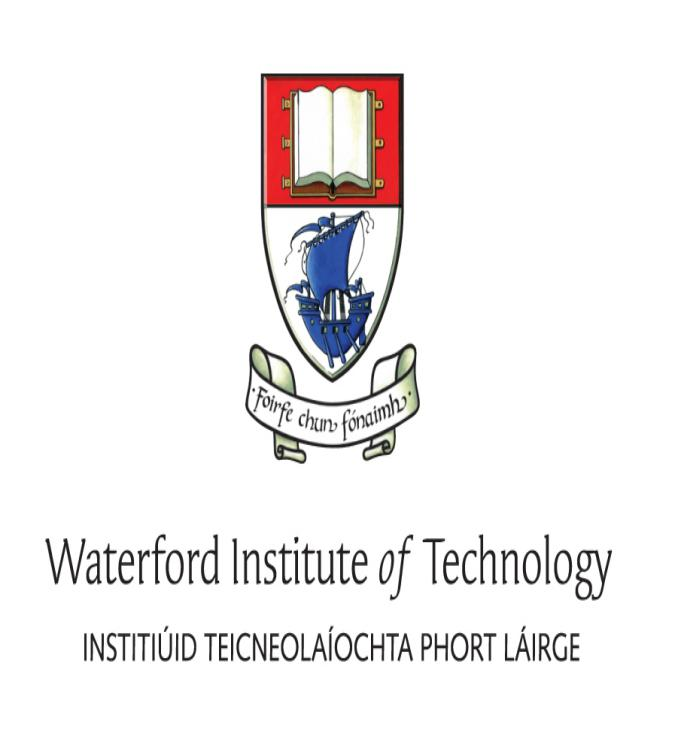 ·Foirfe chun fónaimh·
Waterford Institute of Technology
INSTITIÚID TEICNEOLAÍOCHTA PHORT LÁIRGE